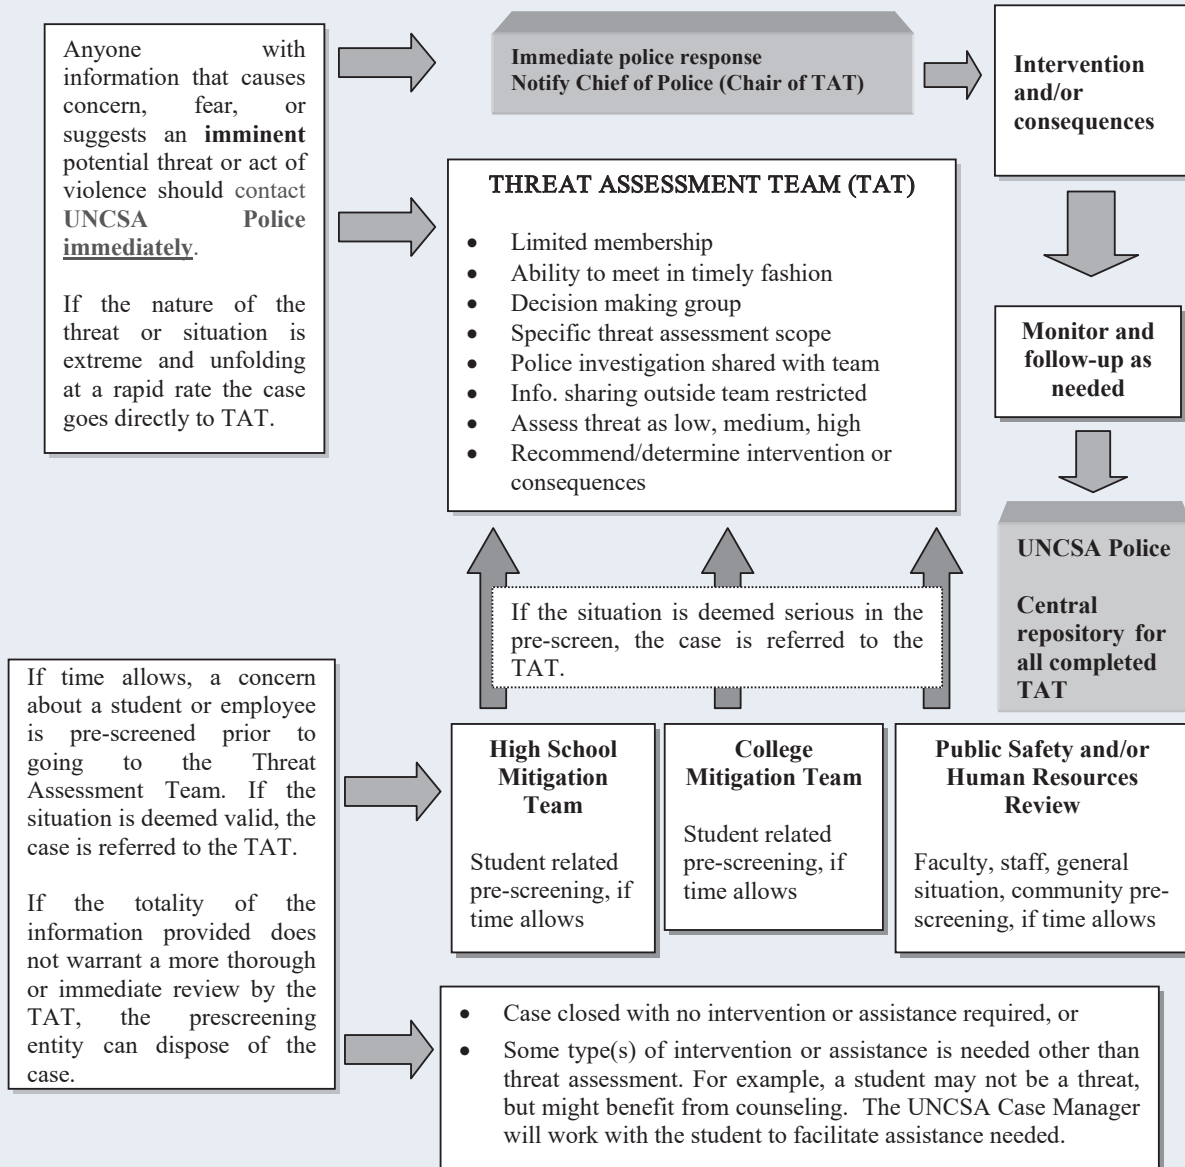 Anyone with
information that causes
concern, fear, or
suggests an imminent
potential threat or act of
violence should contact
UNCSA Police
immediately.
If the nature of the
threat or situation is
extreme and unfolding
at a rapid rate the case
goes directly to TAT.
Immediate police response
Notify Chief of Police (Chair of TAT)
Intervention
and/or
consequences
THREAT ASSESSMENT TEAM (TAT)
• Limited membership
• Ability to meet in timely fashion
• Decision making group
• Specific threat assessment scope
• Police investigation shared with team
• Info. sharing outside team restricted
• Assess threat as low, medium, high
• Recommend/determine intervention or
consequences
Monitor and
follow-up as
needed
UNCSA Police
Central
repository for
all completed
TAT
If the situation is deemed serious in the
pre-screen, the case is referred to the
TAT.
If time allows, a concern
about a student or employee
is pre-screened prior to
going to the Threat
Assessment Team. If the
situation is deemed valid, the
case is referred to the TAT.
If the totality of the
information provided does
not warrant a more thorough
or immediate review by the
TAT, the prescreening
entity can dispose of the
case.
High School
Mitigation
Team
Student related
pre-screening, if
time allows
College
Mitigation Team
Student related
pre-screening, if
time allows
Public Safety and/or
Human Resources
Review
Faculty, staff, general
situation, community pre-
screening, if time allows
• Case closed with no intervention or assistance required, or
• Some type(s) of intervention or assistance is needed other than
threat assessment. For example, a student may not be a threat,
but might benefit from counseling. The UNCSA Case Manager
will work with the student to facilitate assistance needed.